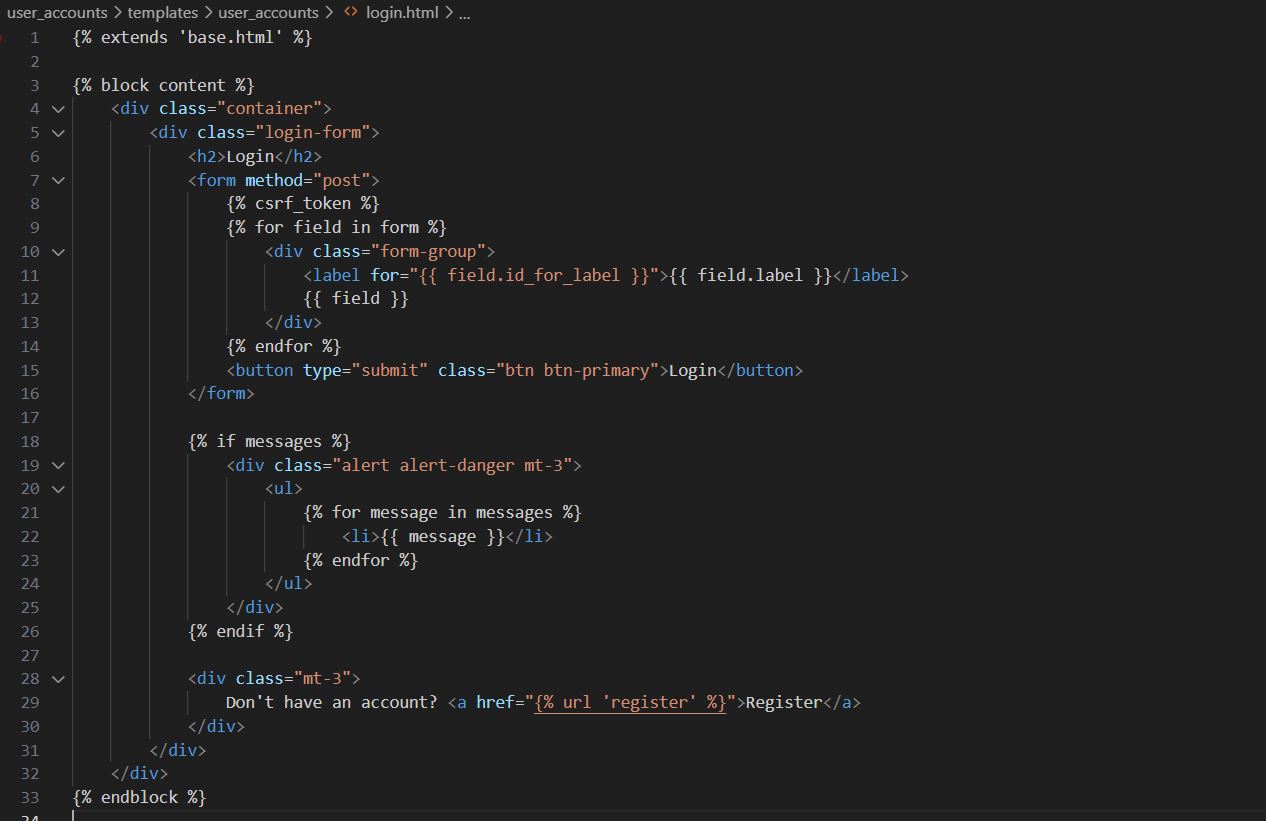 user_accounts > templates > user_accounts > <> login.html > ...
1 {% extends 'base.html' %}
2
3 {% block content %}
4 <div class="container">
5 <div class="login-form">
6 <h2>Login</h2>
7 <form method="post">
8 {% csrf_token %}
9 {% for field in form %}
10 <div class="form-group">
11 <label for="{{ field.id_for_label }}">{{ field.label }}</label>
12 {{ field }}
13 </div>
14 {% endfor %}
15 <button type="submit" class="btn btn-primary">Login</button>
16 </form>
17
18 {% if messages %}
19 <div class="alert alert-danger mt-3">
20 <ul>
21 {% for message in messages %}
22 <li>{{ message }}</li>
23 {% endfor %}
24 </ul>
25 </div>
26 {% endif %}
27
28 <div class="mt-3">
29 Don't have an account? <a href="{% url 'register' %}">Register</a>
30 </div>
31 </div>
32 </div>
33 {% endblock %}
34